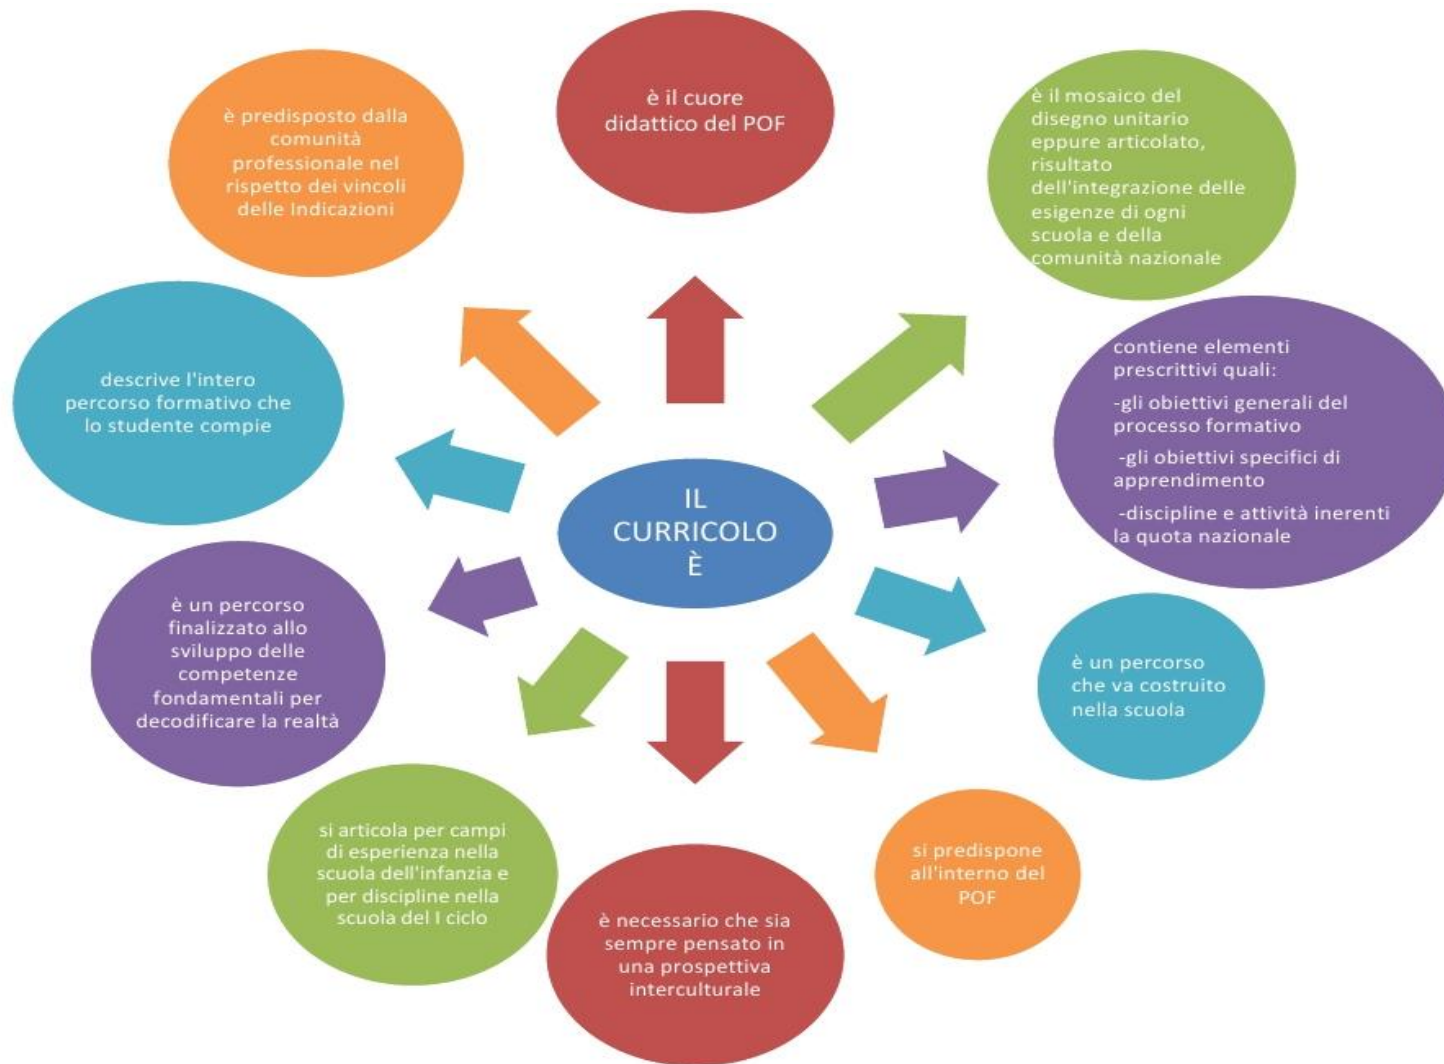 è il cuore
didattico del POF
è il mosaico del
disegno unitario
eppure articolato,
risultato
dell'integrazione delle
esigenze di ogni
scuola e della
comunità nazionale
contiene elementi
prescrittivi quali:
-gli obiettivi generali del
processo formativo
-gli obiettivi specifici di
apprendimento
-discipline e attività inerenti
la quota nazionale
è un percorso
che va costruito
nella scuola
si predispone
all'interno del
POF
è necessario che sia
sempre pensato in
una prospettiva
interculturale
si articola per campi
di esperienza nella
scuola dell'infanzia e
per discipline nella
scuola del I ciclo
è un percorso
finalizzato allo
sviluppo delle
competenze
fondamentali per
decodificare la realtà
descrive l'intero
percorso formativo che
lo studente compie
è predisposto dalla
comunità
professionale nel
rispetto dei vincoli
delle Indicazioni
IL
CURRICOLO
È